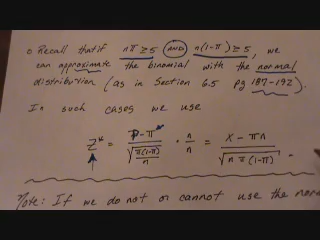 o Recall that if nπ ≥ 5 AND n(1-π) ≥ 5, we
can approximate the binomial with the normal
distribution (as in Section 6.5 pg 187-192).
In such cases we use
Z* = (p-π)/√(π(1-π)/n) · n/n = (X - πn)/√(nπ(1-π)) .
Note: If we do not or cannot use the norm